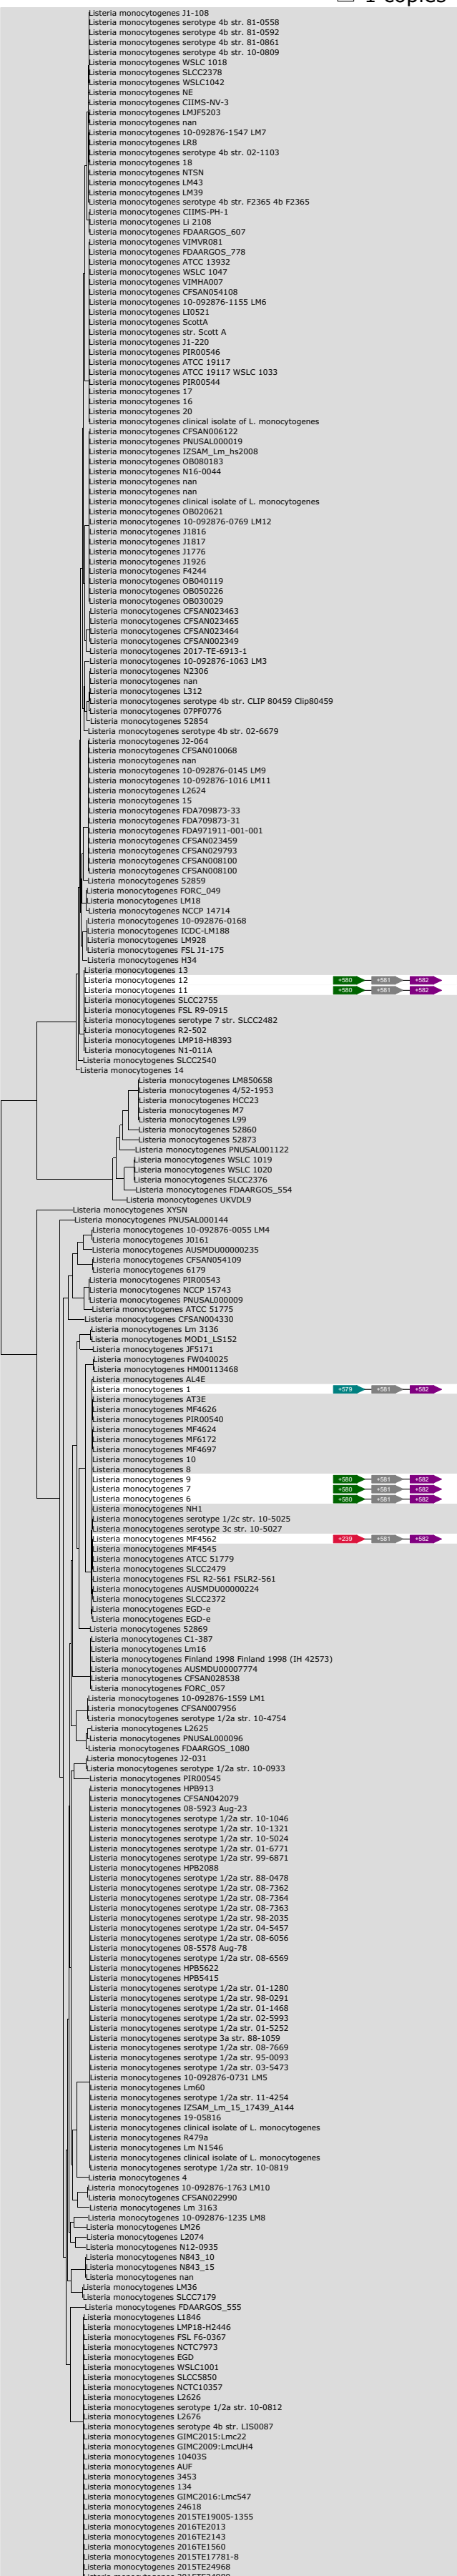 1 copies
Listeria monocytogenes J1-108
Listeria monocytogenes serotype 4b str. 81-0558
Listeria monocytogenes serotype 4b str. 81-0592
Listeria monocytogenes serotype 4b str. 81-0861
Listeria monocytogenes serotype 4b str. 10-0809
Listeria monocytogenes WSLC 1018
Listeria monocytogenes SLCC2378
Listeria monocytogenes WSLC1042
Listeria monocytogenes NE
Listeria monocytogenes CIIMS-NV-3
Listeria monocytogenes LMJF5203
Listeria monocytogenes nan
Listeria monocytogenes 10-092876-1547 LM7
Listeria monocytogenes LR8
Listeria monocytogenes serotype 4b str. 02-1103
Listeria monocytogenes 18
Listeria monocytogenes NTSN
Listeria monocytogenes LM43
Listeria monocytogenes LM39
Listeria monocytogenes serotype 4b str. F2365 4b F2365
Listeria monocytogenes CIIMS-PH-1
Listeria monocytogenes Li 2108
Listeria monocytogenes FDAARGOS_607
Listeria monocytogenes VIMVR081
Listeria monocytogenes FDAARGOS_778
Listeria monocytogenes ATCC 13932
Listeria monocytogenes WSLC 1047
Listeria monocytogenes VIMHA007
Listeria monocytogenes CFSAN054108
Listeria monocytogenes 10-092876-1155 LM6
Listeria monocytogenes LI0521
Listeria monocytogenes ScottA
Listeria monocytogenes str. Scott A
Listeria monocytogenes J1-220
Listeria monocytogenes PIR00546
Listeria monocytogenes ATCC 19117
Listeria monocytogenes ATCC 19117 WSLC 1033
Listeria monocytogenes PIR00544
Listeria monocytogenes 17
Listeria monocytogenes 16
Listeria monocytogenes 20
Listeria monocytogenes clinical isolate of L. monocytogenes
Listeria monocytogenes CFSAN006122
Listeria monocytogenes PNUSAL000019
Listeria monocytogenes IZSAM_Lm_hs2008
Listeria monocytogenes OB080183
Listeria monocytogenes N16-0044
Listeria monocytogenes nan
Listeria monocytogenes nan
Listeria monocytogenes clinical isolate of L. monocytogenes
Listeria monocytogenes OB020621
Listeria monocytogenes 10-092876-0769 LM12
Listeria monocytogenes J1816
Listeria monocytogenes J1817
Listeria monocytogenes J1776
Listeria monocytogenes J1926
Listeria monocytogenes F4244
Listeria monocytogenes OB040119
Listeria monocytogenes OB050226
Listeria monocytogenes OB030029
Listeria monocytogenes CFSAN023463
Listeria monocytogenes CFSAN023465
Listeria monocytogenes CFSAN023464
Listeria monocytogenes CFSAN002349
Listeria monocytogenes 2017-TE-6913-1
Listeria monocytogenes 10-092876-1063 LM3
Listeria monocytogenes N2306
Listeria monocytogenes nan
Listeria monocytogenes L312
Listeria monocytogenes serotype 4b str. CLIP 80459 Clip80459
Listeria monocytogenes 07PF0776
Listeria monocytogenes 52854
Listeria monocytogenes serotype 4b str. 02-6679
Listeria monocytogenes J2-064
Listeria monocytogenes CFSAN010068
Listeria monocytogenes nan
Listeria monocytogenes 10-092876-0145 LM9
Listeria monocytogenes 10-092876-1016 LM11
Listeria monocytogenes L2624
Listeria monocytogenes 15
Listeria monocytogenes FDA709873-33
Listeria monocytogenes FDA709873-31
Listeria monocytogenes FDA971911-001-001
Listeria monocytogenes CFSAN023459
Listeria monocytogenes CFSAN029793
Listeria monocytogenes CFSAN008100
Listeria monocytogenes CFSAN008100
Listeria monocytogenes 52859
Listeria monocytogenes FORC_049
Listeria monocytogenes LM18
Listeria monocytogenes NCCP 14714
Listeria monocytogenes 10-092876-0168
Listeria monocytogenes ICDC-LM188
Listeria monocytogenes LM928
Listeria monocytogenes FSL J1-175
Listeria monocytogenes H34
Listeria monocytogenes 13
Listeria monocytogenes 12 +580 +581 +582
Listeria monocytogenes 11 +580 +581 +582
Listeria monocytogenes SLCC2755
Listeria monocytogenes FSL R9-0915
Listeria monocytogenes serotype 7 str. SLCC2482
Listeria monocytogenes R2-502
Listeria monocytogenes LMP18-H8393
Listeria monocytogenes N1-011A
Listeria monocytogenes SLCC2540
Listeria monocytogenes 14
Listeria monocytogenes LM850658
Listeria monocytogenes 4/52-1953
Listeria monocytogenes HCC23
Listeria monocytogenes M7
Listeria monocytogenes L99
Listeria monocytogenes 52860
Listeria monocytogenes 52873
Listeria monocytogenes PNUSAL001122
Listeria monocytogenes WSLC 1019
Listeria monocytogenes WSLC 1020
Listeria monocytogenes SLCC2376
Listeria monocytogenes FDAARGOS_554
Listeria monocytogenes UKVDL9
Listeria monocytogenes XYSN
Listeria monocytogenes PNUSAL000144
Listeria monocytogenes 10-092876-0055 LM4
Listeria monocytogenes J0161
Listeria monocytogenes AUSMDU00000235
Listeria monocytogenes CFSAN054109
Listeria monocytogenes 6179
Listeria monocytogenes PIR00543
Listeria monocytogenes NCCP 15743
Listeria monocytogenes PNUSAL000009
Listeria monocytogenes ATCC 51775
Listeria monocytogenes CFSAN004330
Listeria monocytogenes Lm 3136
Listeria monocytogenes MOD1_LS152
Listeria monocytogenes JF5171
Listeria monocytogenes FW040025
Listeria monocytogenes HM00113468
Listeria monocytogenes AL4E
Listeria monocytogenes 1 +579 +581 +582
Listeria monocytogenes AT3E
Listeria monocytogenes MF4626
Listeria monocytogenes PIR00540
Listeria monocytogenes MF4624
Listeria monocytogenes MF6172
Listeria monocytogenes MF4697
Listeria monocytogenes 10
Listeria monocytogenes 8
Listeria monocytogenes 9 +580 +581 +582
Listeria monocytogenes 7 +580 +581 +582
Listeria monocytogenes 6 +580 +581 +582
Listeria monocytogenes NH1
Listeria monocytogenes serotype 1/2c str. 10-5025
Listeria monocytogenes serotype 3c str. 10-5027
Listeria monocytogenes MF4562 +238 +581 +582
Listeria monocytogenes MF4545
Listeria monocytogenes ATCC 51779
Listeria monocytogenes SLCC2479
Listeria monocytogenes FSL R2-561 FSLR2-561
Listeria monocytogenes AUSMDU00000224
Listeria monocytogenes SLCC2372
Listeria monocytogenes EGD-e
Listeria monocytogenes EGD-e
Listeria monocytogenes 52869
Listeria monocytogenes C1-387
Listeria monocytogenes Lm16
Listeria monocytogenes Finland 1998 Finland 1998 (IH 42573)
Listeria monocytogenes AUSMDU00007774
Listeria monocytogenes CFSAN028538
Listeria monocytogenes FORC_057
Listeria monocytogenes 10-092876-1559 LM1
Listeria monocytogenes CFSAN007956
Listeria monocytogenes serotype 1/2a str. 10-4754
Listeria monocytogenes L2625
Listeria monocytogenes PNUSAL000096
Listeria monocytogenes FDAARGOS_1080
Listeria monocytogenes J2-031
Listeria monocytogenes serotype 1/2a str. 10-0933
Listeria monocytogenes PIR00545
Listeria monocytogenes HPB913
Listeria monocytogenes CFSAN042079
Listeria monocytogenes 08-5923 Aug-23
Listeria monocytogenes serotype 1/2a str. 10-1046
Listeria monocytogenes serotype 1/2a str. 10-1321
Listeria monocytogenes serotype 1/2a str. 10-5024
Listeria monocytogenes serotype 1/2a str. 01-6771
Listeria monocytogenes serotype 1/2a str. 99-6871
Listeria monocytogenes HPB2088
Listeria monocytogenes serotype 1/2a str. 88-0478
Listeria monocytogenes serotype 1/2a str. 08-7362
Listeria monocytogenes serotype 1/2a str. 08-7364
Listeria monocytogenes serotype 1/2a str. 08-7363
Listeria monocytogenes serotype 1/2a str. 98-2035
Listeria monocytogenes serotype 1/2a str. 04-5457
Listeria monocytogenes serotype 1/2a str. 08-6056
Listeria monocytogenes 08-5578 Aug-78
Listeria monocytogenes serotype 1/2a str. 08-6569
Listeria monocytogenes HPB5622
Listeria monocytogenes HPB5415
Listeria monocytogenes serotype 1/2a str. 01-1280
Listeria monocytogenes serotype 1/2a str. 98-0291
Listeria monocytogenes serotype 1/2a str. 01-1468
Listeria monocytogenes serotype 1/2a str. 02-5993
Listeria monocytogenes serotype 1/2a str. 01-5252
Listeria monocytogenes serotype 3a str. 88-1059
Listeria monocytogenes serotype 1/2a str. 08-7669
Listeria monocytogenes serotype 1/2a str. 95-0093
Listeria monocytogenes serotype 1/2a str. 03-5473
Listeria monocytogenes 10-092876-0731 LM5
Listeria monocytogenes Lm60
Listeria monocytogenes serotype 1/2a str. 11-4254
Listeria monocytogenes IZSAM_Lm_15_17439_A144
Listeria monocytogenes 19-05816
Listeria monocytogenes clinical isolate of L. monocytogenes
Listeria monocytogenes R479a
Listeria monocytogenes Lm N1546
Listeria monocytogenes clinical isolate of L. monocytogenes
Listeria monocytogenes serotype 1/2a str. 10-0819
Listeria monocytogenes 4
Listeria monocytogenes 10-092876-1763 LM10
Listeria monocytogenes CFSAN022990
Listeria monocytogenes Lm 3163
Listeria monocytogenes 10-092876-1235 LM8
Listeria monocytogenes LM26
Listeria monocytogenes L2074
Listeria monocytogenes N12-0935
Listeria monocytogenes N843_10
Listeria monocytogenes N843_15
Listeria monocytogenes nan
Listeria monocytogenes LM36
Listeria monocytogenes SLCC7179
Listeria monocytogenes FDAARGOS_555
Listeria monocytogenes L1846
Listeria monocytogenes LMP18-H2446
Listeria monocytogenes FSL F6-0367
Listeria monocytogenes NCTC7973
Listeria monocytogenes EGD
Listeria monocytogenes WSLC1001
Listeria monocytogenes SLCC5850
Listeria monocytogenes NCTC10357
Listeria monocytogenes L2626
Listeria monocytogenes serotype 1/2a str. 10-0812
Listeria monocytogenes L2676
Listeria monocytogenes serotype 4b str. LIS0087
Listeria monocytogenes GIMC2015:Lmc22
Listeria monocytogenes GIMC2009:LmcUH4
Listeria monocytogenes 10403S
Listeria monocytogenes AUF
Listeria monocytogenes 3453
Listeria monocytogenes 134
Listeria monocytogenes GIMC2016:Lmc547
Listeria monocytogenes 24618
Listeria monocytogenes 2015TE19005-1355
Listeria monocytogenes 2016TE2013
Listeria monocytogenes 2016TE2143
Listeria monocytogenes 2016TE1560
Listeria monocytogenes 2015TE17781-8
Listeria monocytogenes 2015TE24968